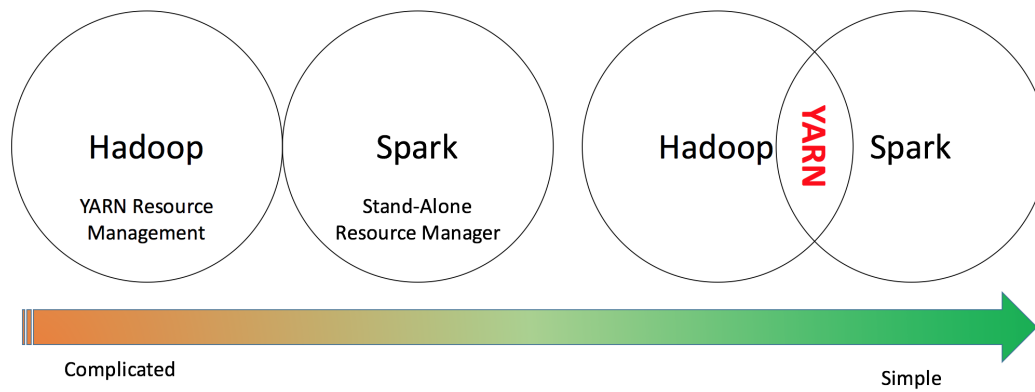 Hadoop
YARN Resource
Management
Spark
Stand-Alone
Resource Manager
Hadoop
YARN
Spark
Complicated
Simple